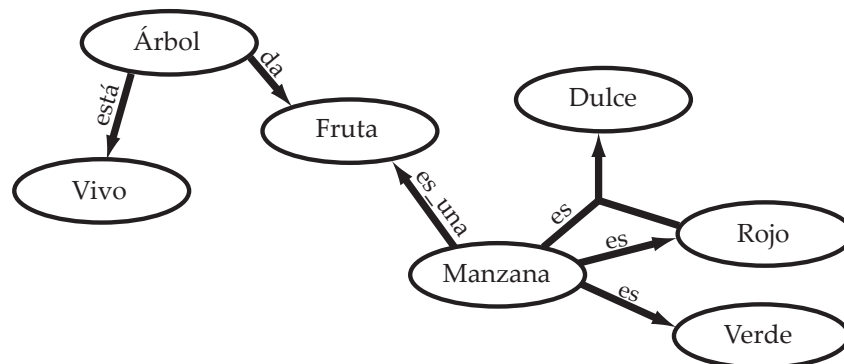 Árbol
da
está
Dulce
Fruta
Vivo
es_una
es
es
Rojo
Manzana
es
Verde